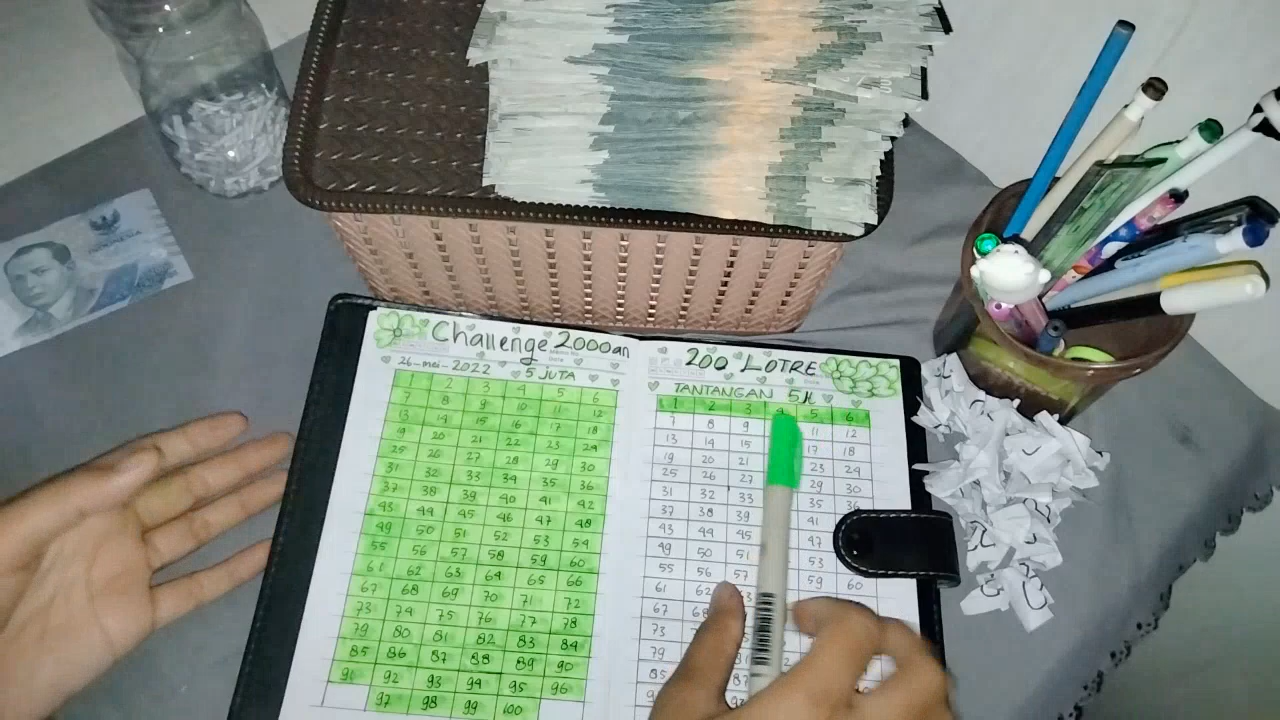 Challenge 2000an
26-mei-2022 5 JUTA
1 2 3 4 5 6
7 8 9 10 11 12
13 14 15 16 17 18
19 20 21 22 23 24
25 26 27 28 29 30
31 32 33 34 35 36
37 38 39 40 41 42
43 44 45 46 47 48
49 50 51 52 53 54
55 56 57 58 59 60
61 62 63 64 65 66
67 68 69 70 71 72
73 74 75 76 77 78
79 80 81 82 83 84
85 86 87 88 89 90
91 92 93 94 95 96
97 98 99 100
200 LOTRE
TANTANGAN 5Jt
1 2 3 4 5 6
7 8 9 11 12
13 14 15 17 18
19 20 21 23 24
25 26 27 29 30
31 32 33 35 36
37 38 39 41
43 44 45 47
49 50 51 53
55 56 57 59 60
61 62
67
73
79
85 87